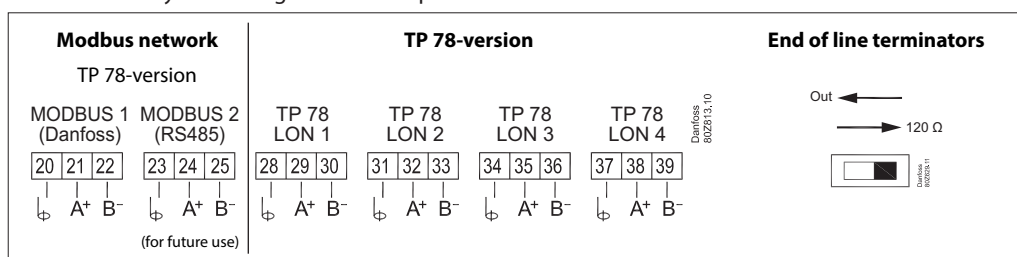 Modbus network
TP 78-version
MODBUS 1 MODBUS 2
(Danfoss) (RS485)
20 21 22 23 24 25
A+ B- A+ B-
(for future use)
TP 78-version
TP 78 TP 78 TP 78 TP 78
LON 1 LON 2 LON 3 LON 4
28 29 30 31 32 33 34 35 36 37 38 39
A+ B- A+ B- A+ B- A+ B-
Danfoss
80Z813.10
End of line terminators
Out
120 Ω
Danfoss